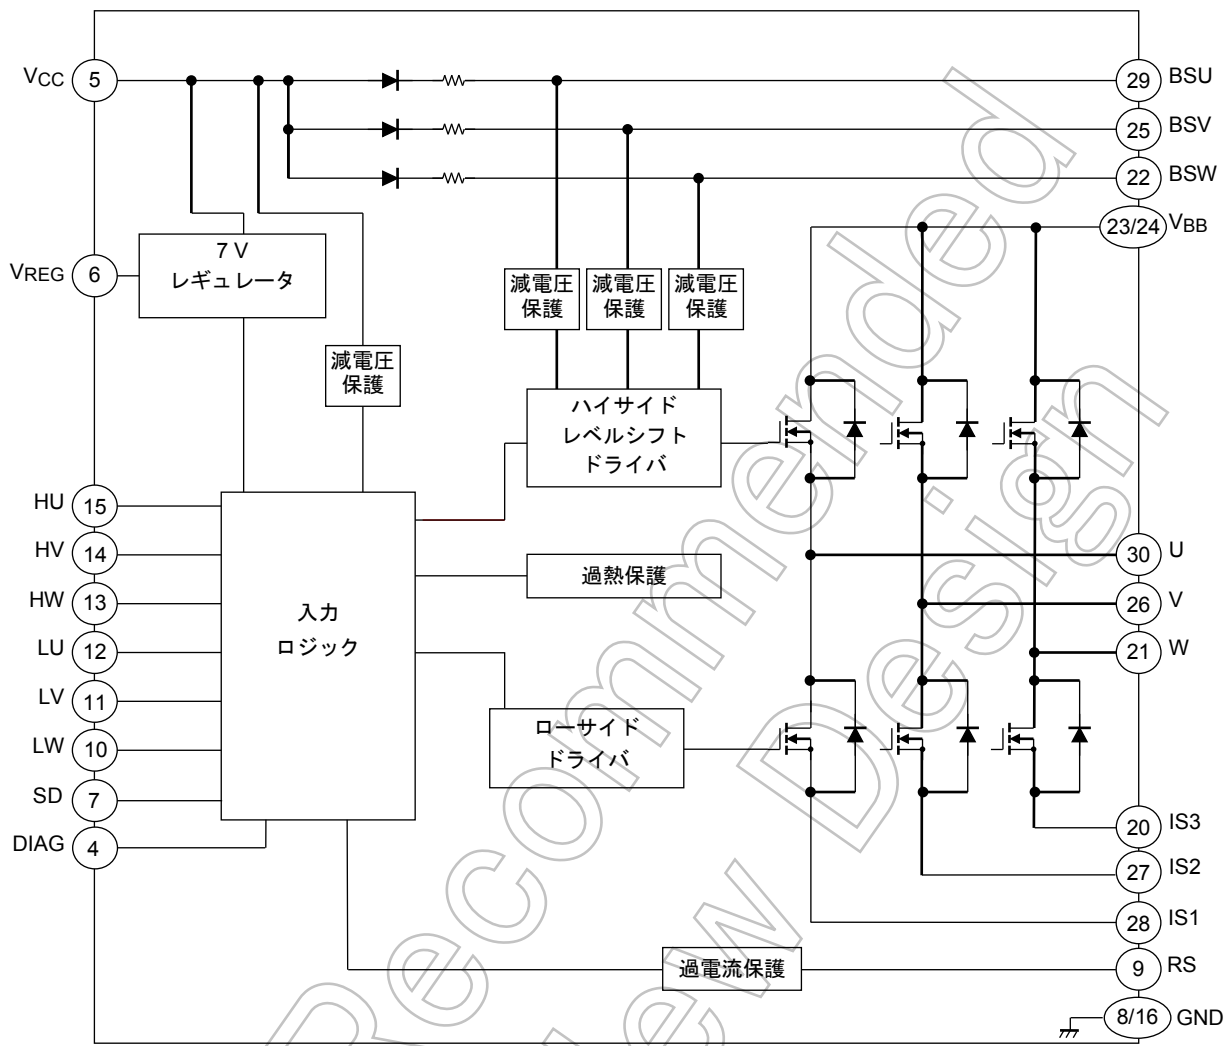 VCC 5
29 BSU
25 BSV
22 BSW
23/24 VBB
7 V
レギュレータ
VREG 6
減電圧
保護
減電圧
保護
減電圧
保護
減電圧
保護
ハイサイド
レベルシフト
ドライバ
HU 15
HV 14
HW 13
LU 12
LV 11
LW 10
SD 7
DIAG 4
入力
ロジック
過熱保護
ローサイド
ドライバ
30 U
26 V
21 W
20 IS3
27 IS2
28 IS1
過電流保護
9 RS
8/16 GND
Recommended
New Design